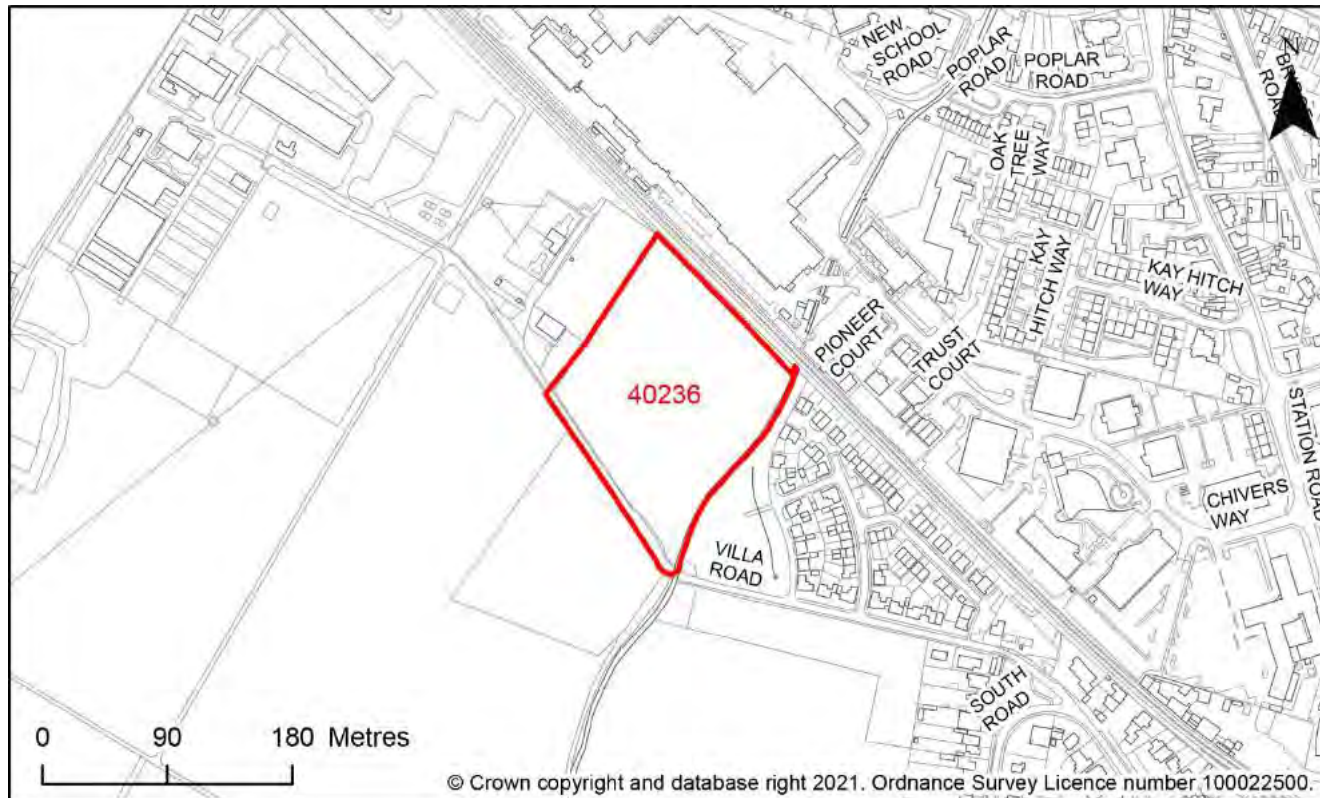 NEW
SCHOOL
ROAD
POPLAR
ROAD
POPLAR
ROAD
ROAD
N
OAK
TREE
WAY
KAY
HITCH WAY
KAY HITCH
WAY
PIONEER
COURT
TRUST
COURT
40236
STATION ROAD
CHIVERS
WAY
VILLA
ROAD
SOUTH
ROAD
0 90 180 Metres
© Crown copyright and database right 2021. Ordnance Survey Licence number 100022500.